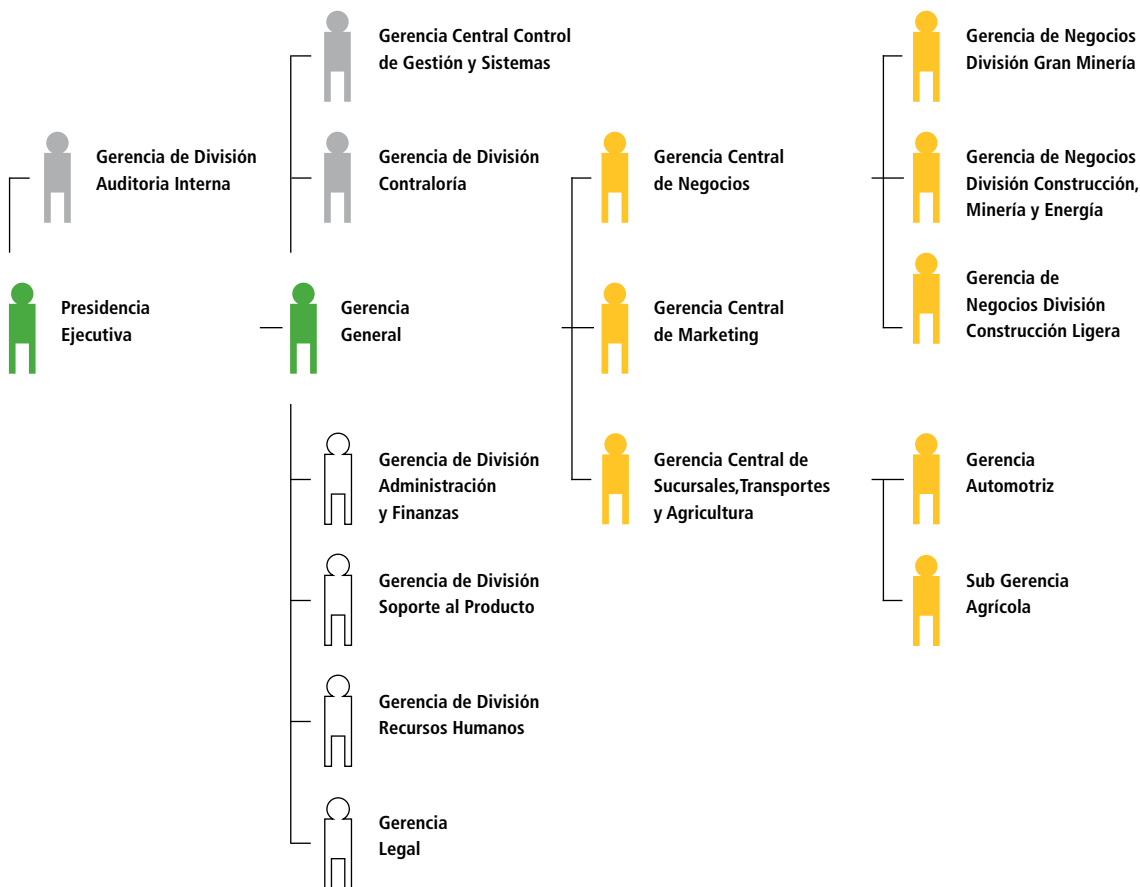 Gerencia Central Control
de Gestión y Sistemas
Gerencia de Negocios
División Gran Minería
Gerencia de División
Auditoria Interna
Gerencia de División
Contraloría
Gerencia Central
de Negocios
Gerencia de Negocios
División Construcción,
Minería y Energía
Presidencia
Ejecutiva
Gerencia
General
Gerencia Central
de Marketing
Gerencia de
Negocios División
Construcción Ligera
Gerencia de División
Administración
y Finanzas
Gerencia Central de
Sucursales,Transportes
y Agricultura
Gerencia
Automotriz
Gerencia de División
Soporte al Producto
Sub Gerencia
Agrícola
Gerencia de División
Recursos Humanos
Gerencia
Legal